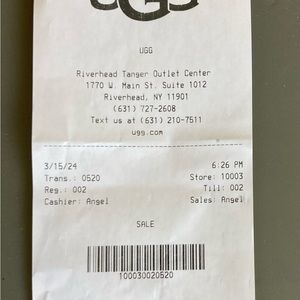 UGG
UGG
Riverhead Tanger Outlet Center
1770 W. Main St. Suite 1012
Riverhead, NY 11901
(631) 727-2608
Text us at (631) 210-7511
ugg.com
3/15/24 6:26 PM
Trans.: 0520 Store: 10003
Reg.: 002 Till: 002
Cashier: Angel Sales: Angel
SALE
100030020520